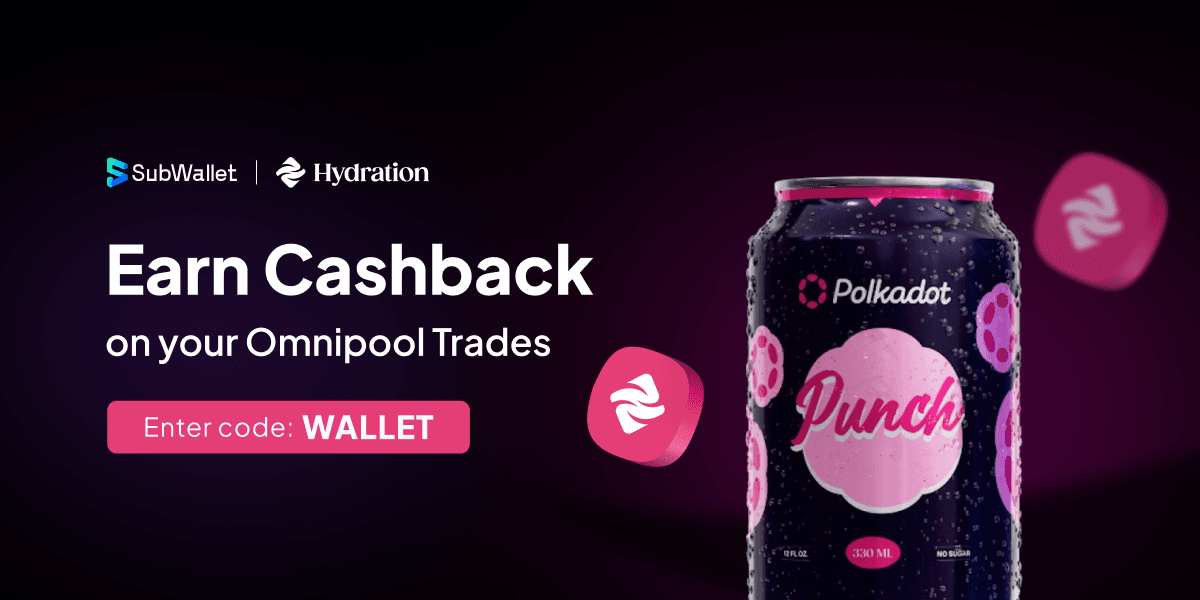 SubWallet | Hydration
Earn Cashback
on your Omnipool Trades
Enter code: WALLET
Polkadot
Punch
12 FL OZ.
330 ML
NO SUGAR